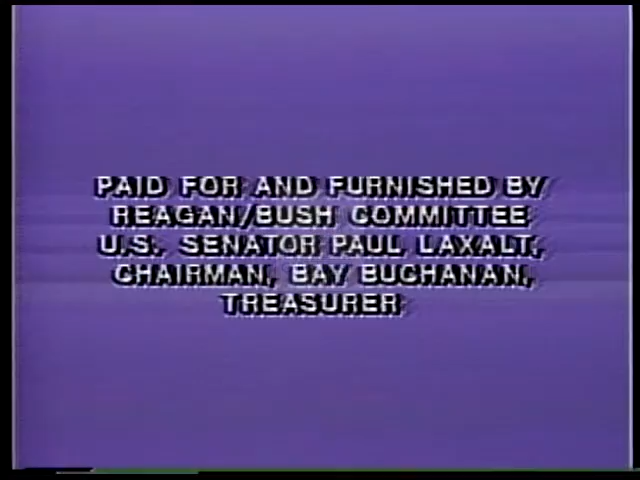 PAID FOR AND FURNISHED BY
REAGAN/BUSH COMMITTEE
U.S. SENATOR PAUL LAXALT,
CHAIRMAN, BAY BUCHANAN,
TREASURER